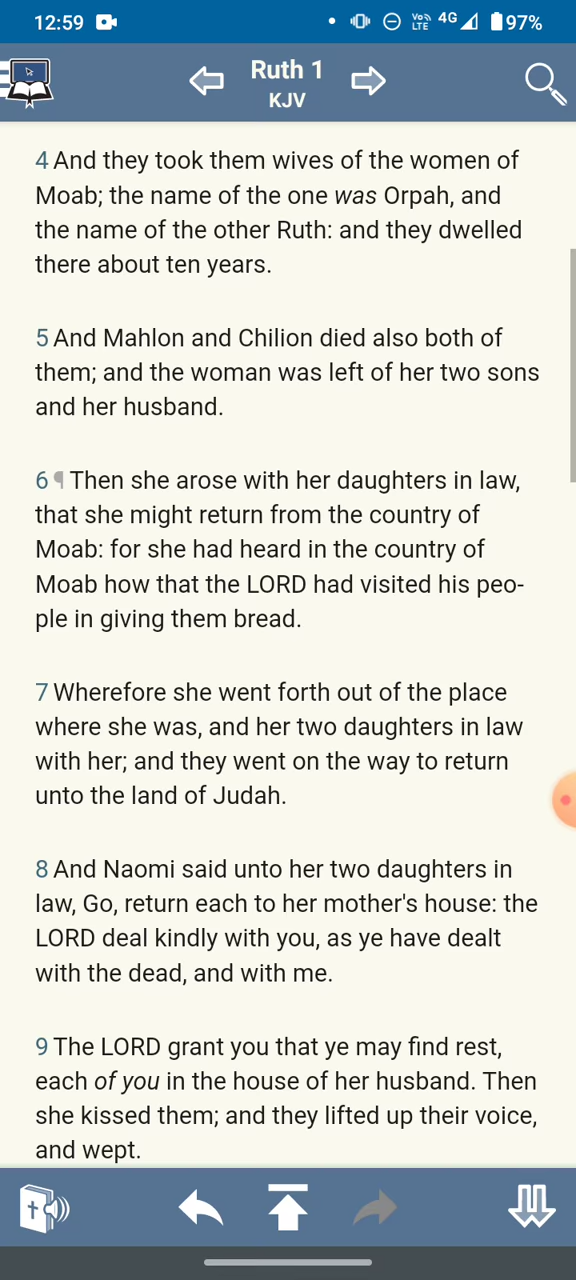 12:59 Vo LTE 4G 97%
Ruth 1
KJV
4 And they took them wives of the women of
Moab; the name of the one was Orpah, and
the name of the other Ruth: and they dwelled
there about ten years.
5 And Mahlon and Chilion died also both of
them; and the woman was left of her two sons
and her husband.
6 ¶ Then she arose with her daughters in law,
that she might return from the country of
Moab: for she had heard in the country of
Moab how that the LORD had visited his peo-
ple in giving them bread.
7 Wherefore she went forth out of the place
where she was, and her two daughters in law
with her; and they went on the way to return
unto the land of Judah.
8 And Naomi said unto her two daughters in
law, Go, return each to her mother's house: the
LORD deal kindly with you, as ye have dealt
with the dead, and with me.
9 The LORD grant you that ye may find rest,
each of you in the house of her husband. Then
she kissed them; and they lifted up their voice,
and wept.